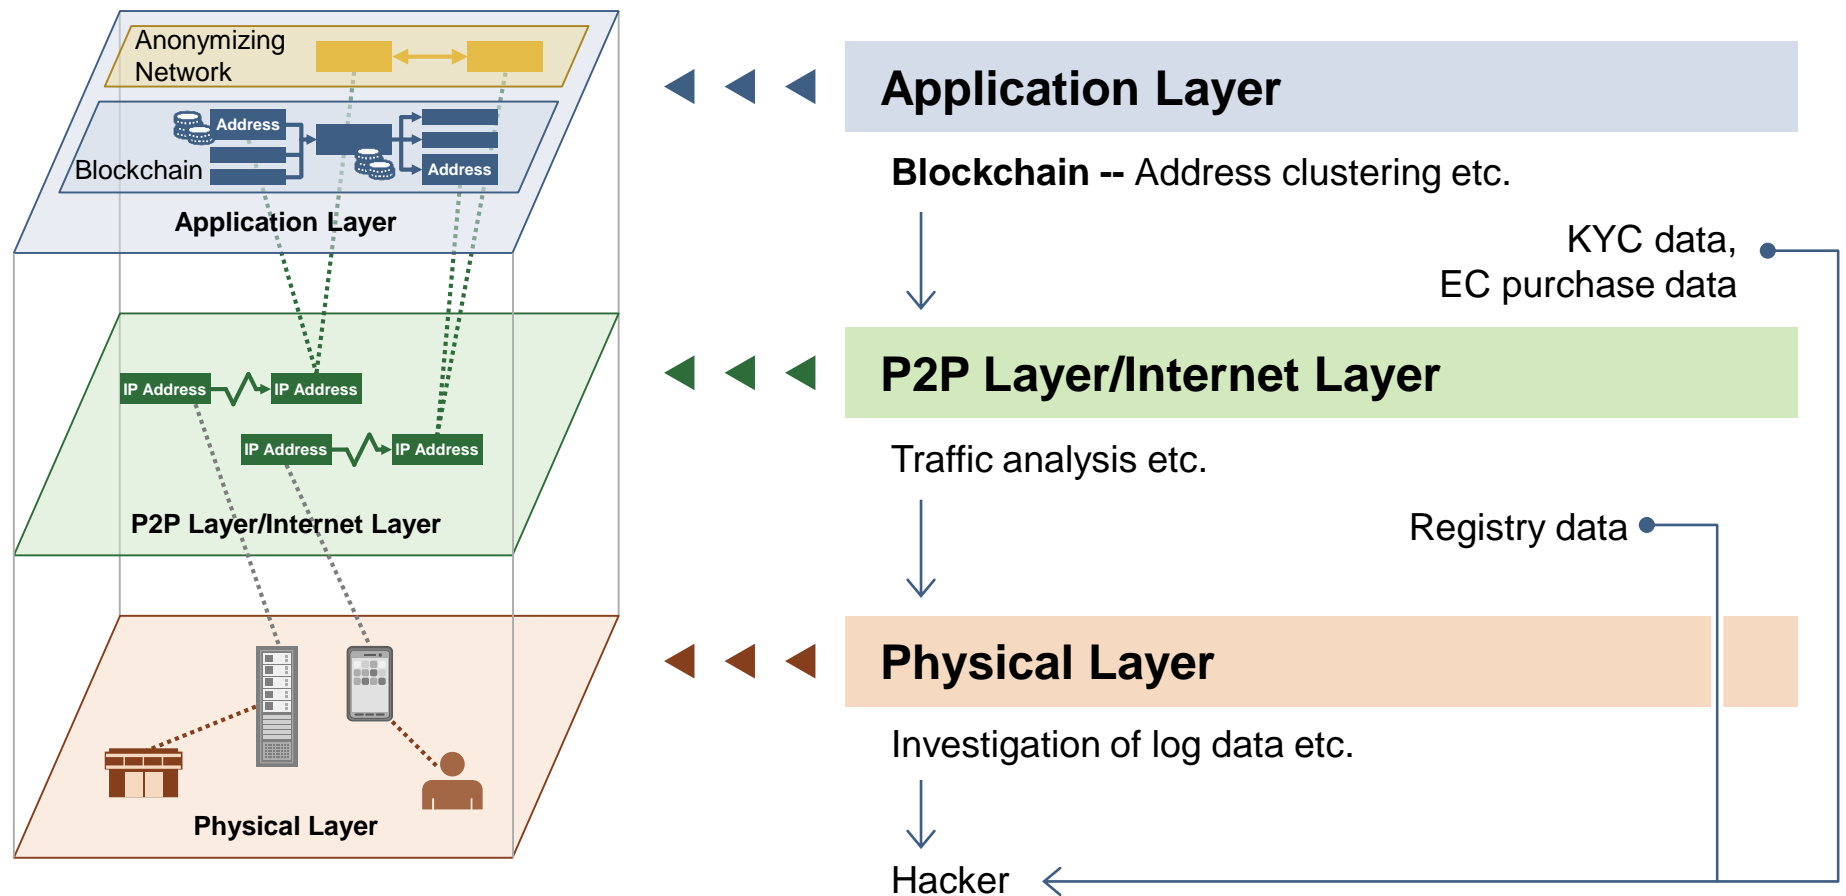 Anonymizing
Network
Address
Address
Blockchain
Application Layer
IP Address
IP Address
IP Address
IP Address
P2P Layer/Internet Layer
Physical Layer
Application Layer
Blockchain -- Address clustering etc.
KYC data,
EC purchase data
P2P Layer/Internet Layer
Traffic analysis etc.
Registry data
Physical Layer
Investigation of log data etc.
Hacker